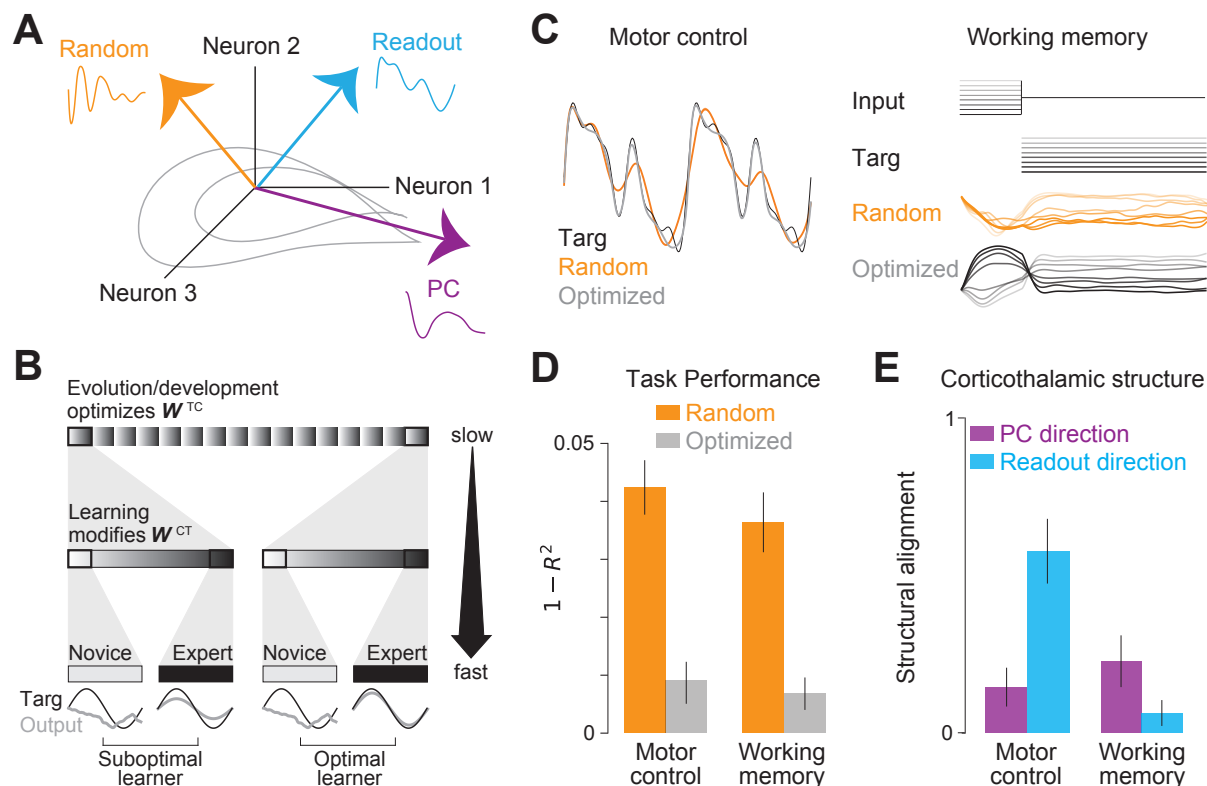 A
Random
Neuron 2
Readout
Neuron 1
Neuron 3
PC
B
Evolution/development
optimizes W TC
slow
Learning
modifies W CT
Novice
Expert
Novice
Expert
fast
Targ
Output
Suboptimal
learner
Optimal
learner
C
Motor control
Targ
Random
Optimized
Working memory
Input
Targ
Random
Optimized
D
Task Performance
Random
Optimized
0.05
1 − R²
0
Motor
control
Working
memory
E
Corticothalamic structure
1
PC direction
Readout direction
Structural alignment
0
Motor
control
Working
memory